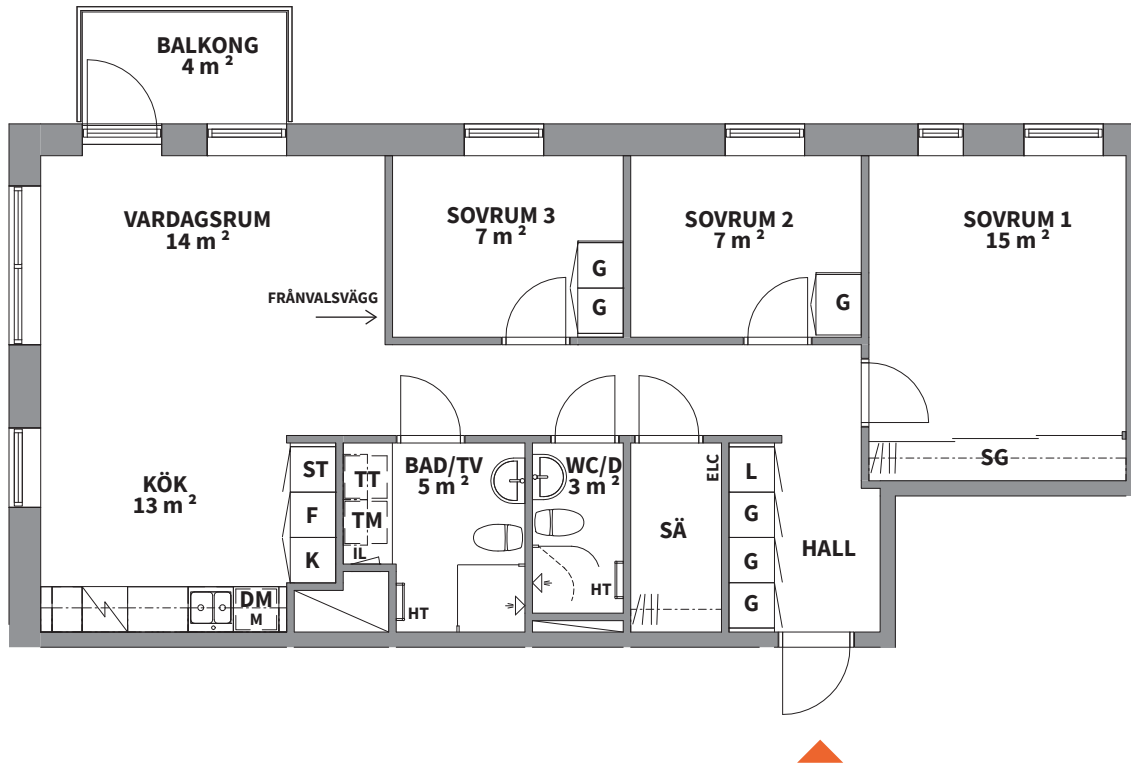 BALKONG
4 m ²
VARDAGSRUM
14 m ²
SOVRUM 3
7 m ²
SOVRUM 2
7 m ²
SOVRUM 1
15 m ²
G
G
G
FRÅNVALSVÄGG
KÖK
13 m ²
ST
F
K
TT
TM
IL
BAD/TV
5 m ²
WC/D
3 m ²
ELC
SÄ
L
G
G
G
HALL
SG
DM
M
HT
HT